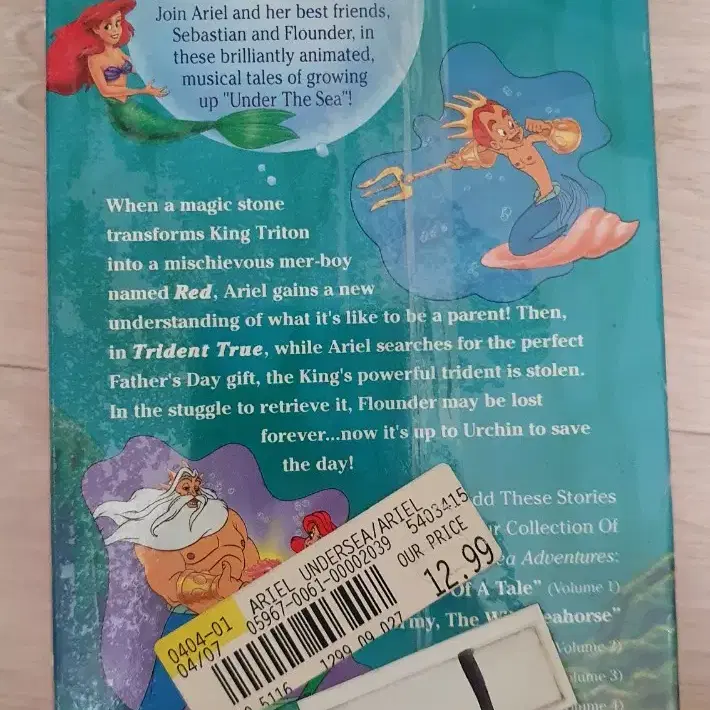 Join Ariel and her best friends,
Sebastian and Flounder, in
these brilliantly animated,
musical tales of growing
up "Under The Sea"!
When a magic stone
transforms King Triton
into a mischievous mer-boy
named Red, Ariel gains a new
understanding of what it's like to be a parent! Then,
in Trident True, while Ariel searches for the perfect
Father's Day gift, the King's powerful trident is stolen.
In the stuggle to retrieve it, Flounder may be lost
forever...now it's up to Urchin to save
the day!
dd These Stories
Collection Of
Adventures:
Of A Tale" (Volume 1)
my, The eahorse"
Volume 2)
lume 3)
ume 4)
0404-01 ARIEL UNDERSEA/ARIEL 5403415
04/07 05967-0061-00002039 OUR PRICE
12.99
5116 1299 09 027